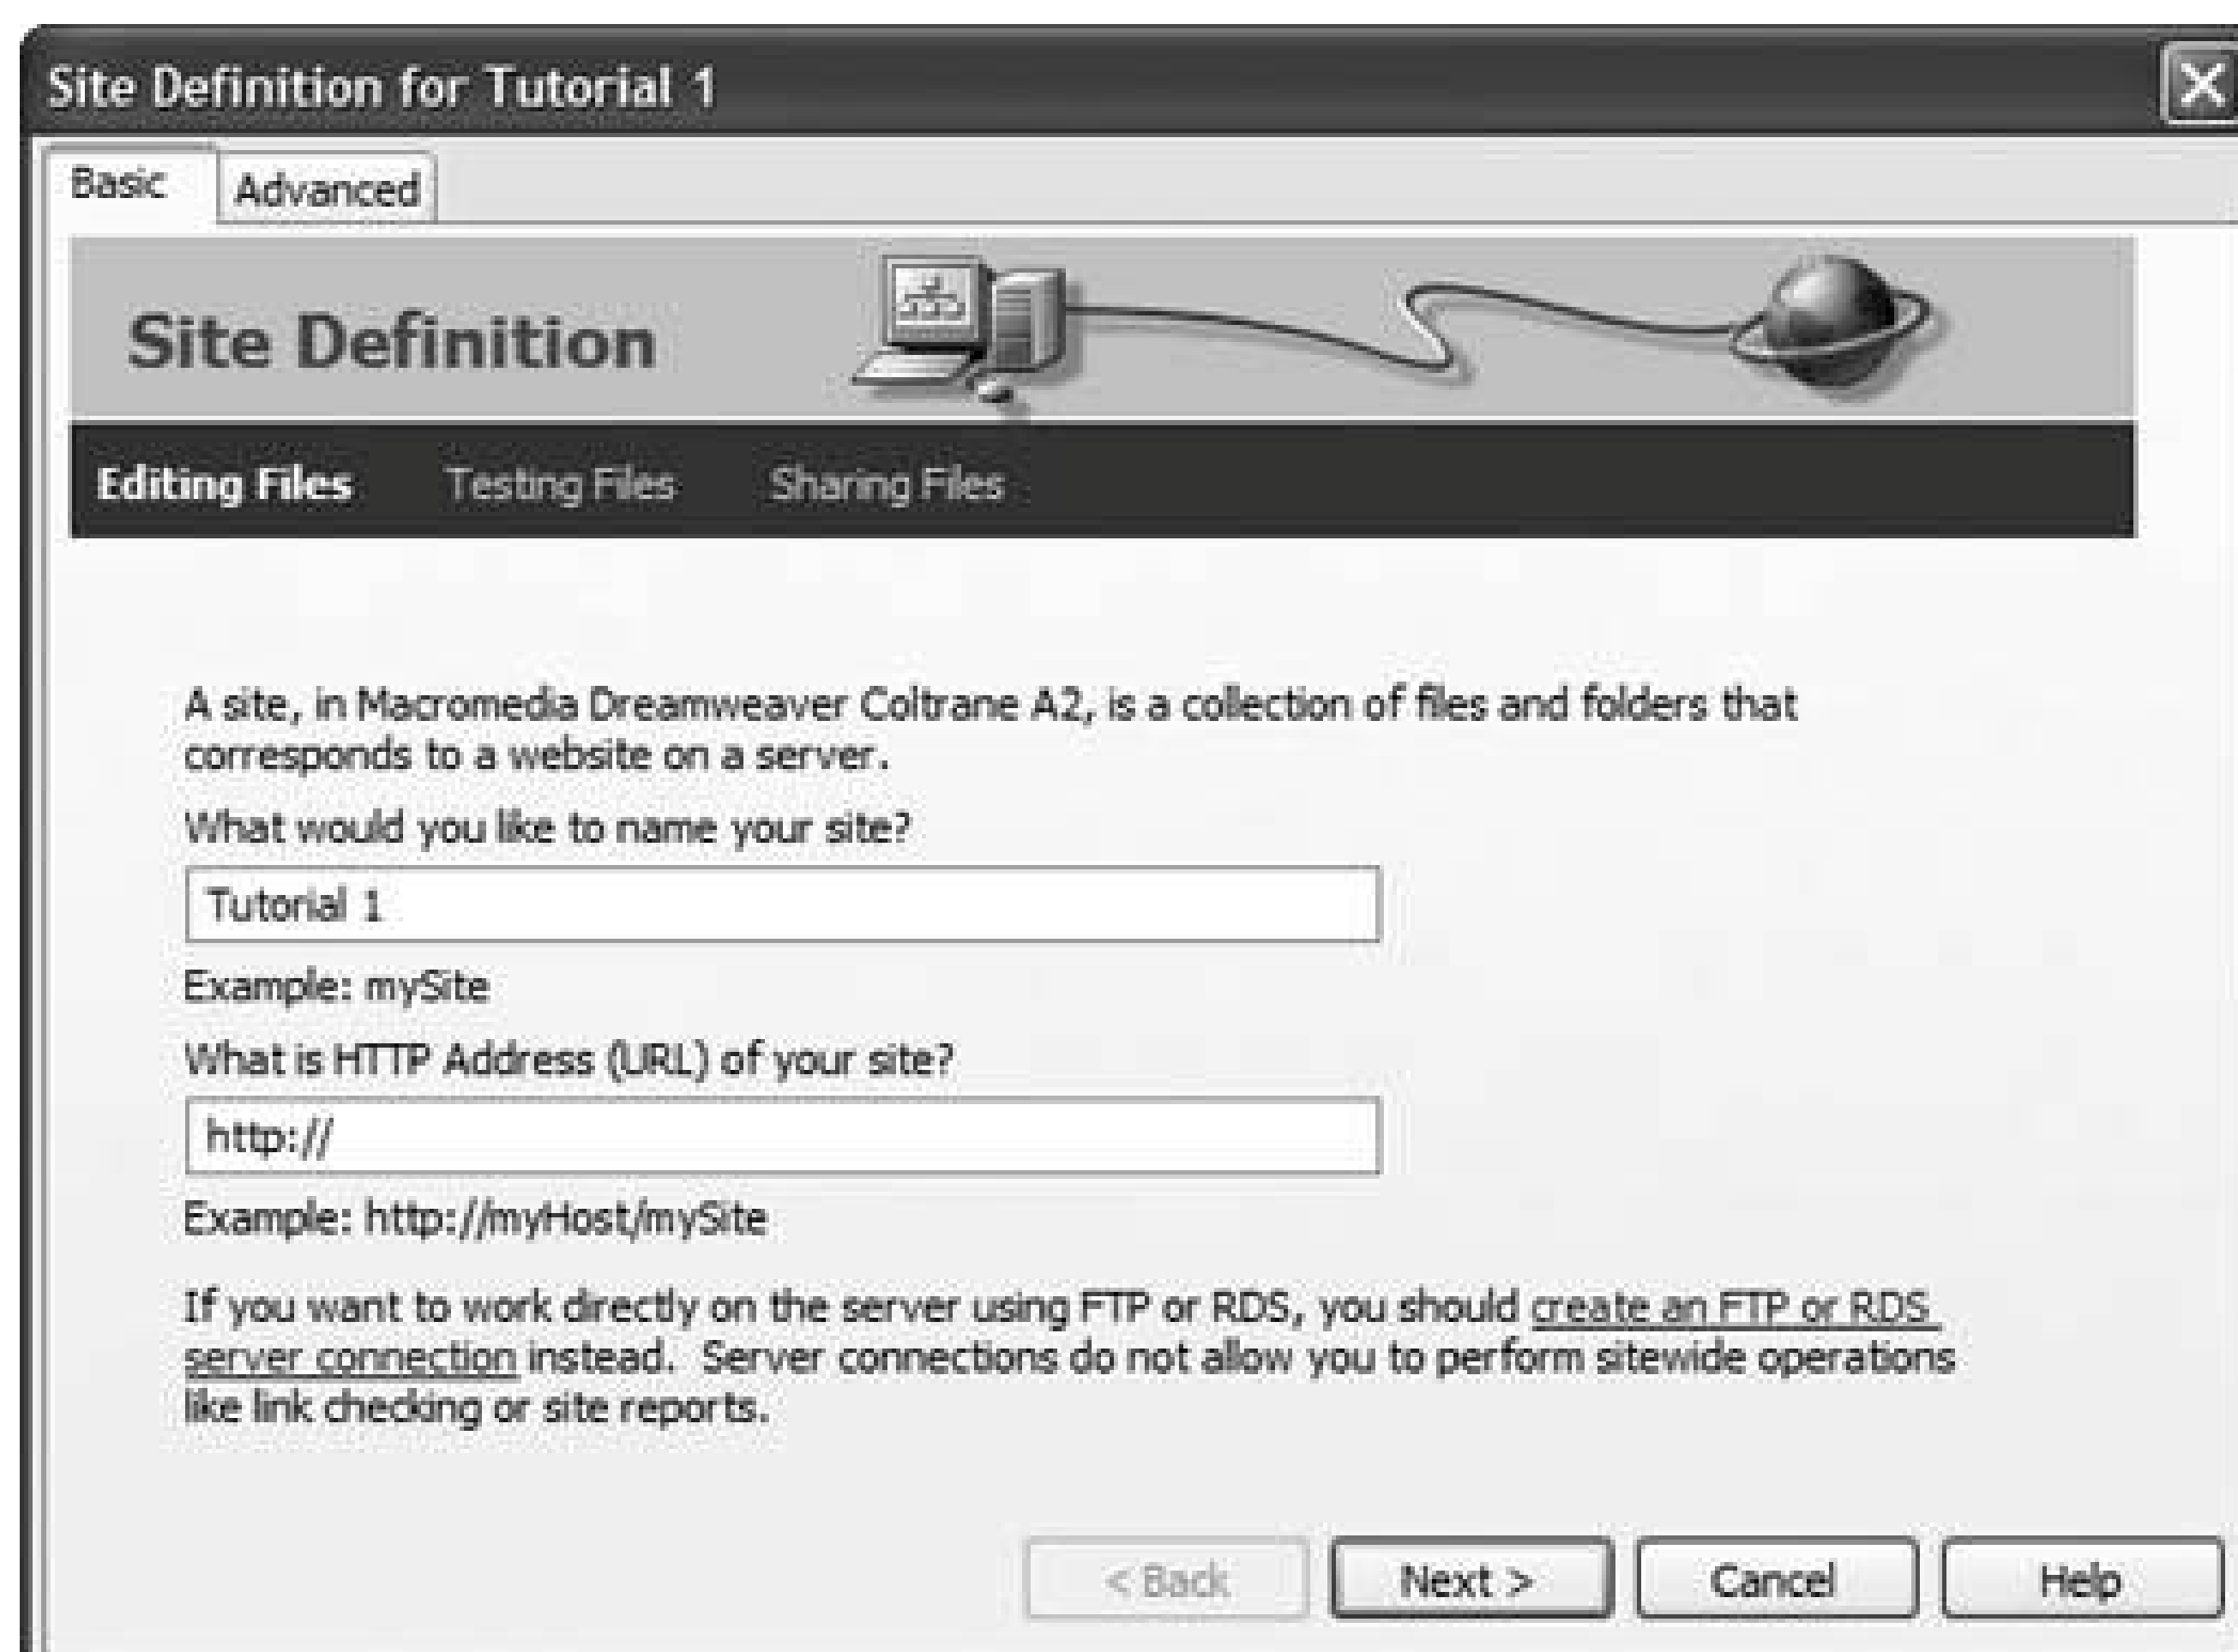 Site Definition for Tutorial 1
Basic Advanced
Site Definition
Editing Files Testing Files Sharing Files
A site, in Macromedia Dreamweaver Coltrane A2, is a collection of files and folders that
corresponds to a website on a server.
What would you like to name your site?
Tutorial 1
Example: mySite
What is HTTP Address (URL) of your site?
http://
Example: http://myHost/mySite
If you want to work directly on the server using FTP or RDS, you should create an FTP or RDS
server connection instead. Server connections do not allow you to perform sitewide operations
like link checking or site reports.
< Back Next > Cancel Help